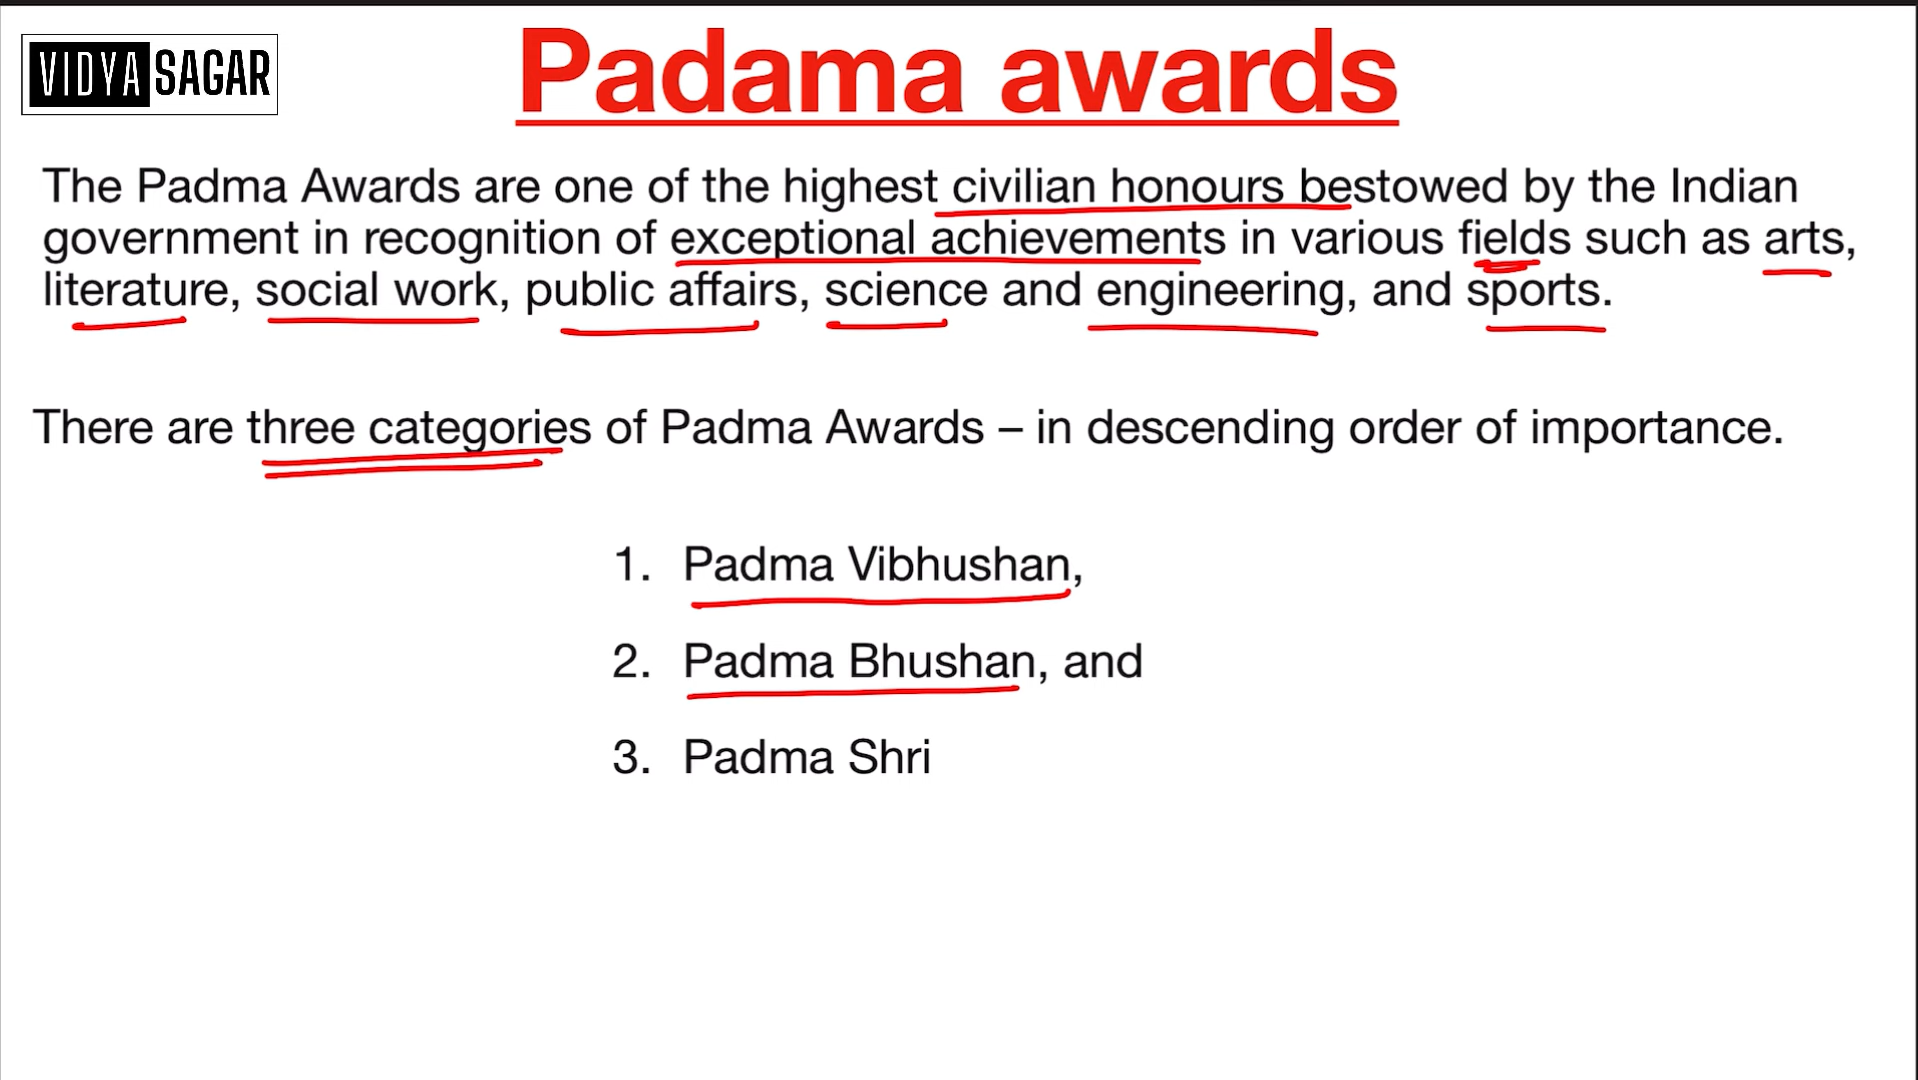 VIDYA SAGAR
Padama awards
The Padma Awards are one of the highest civilian honours bestowed by the Indian
government in recognition of exceptional achievements in various fields such as arts,
literature, social work, public affairs, science and engineering, and sports.
There are three categories of Padma Awards – in descending order of importance.
1. Padma Vibhushan,
2. Padma Bhushan, and
3. Padma Shri